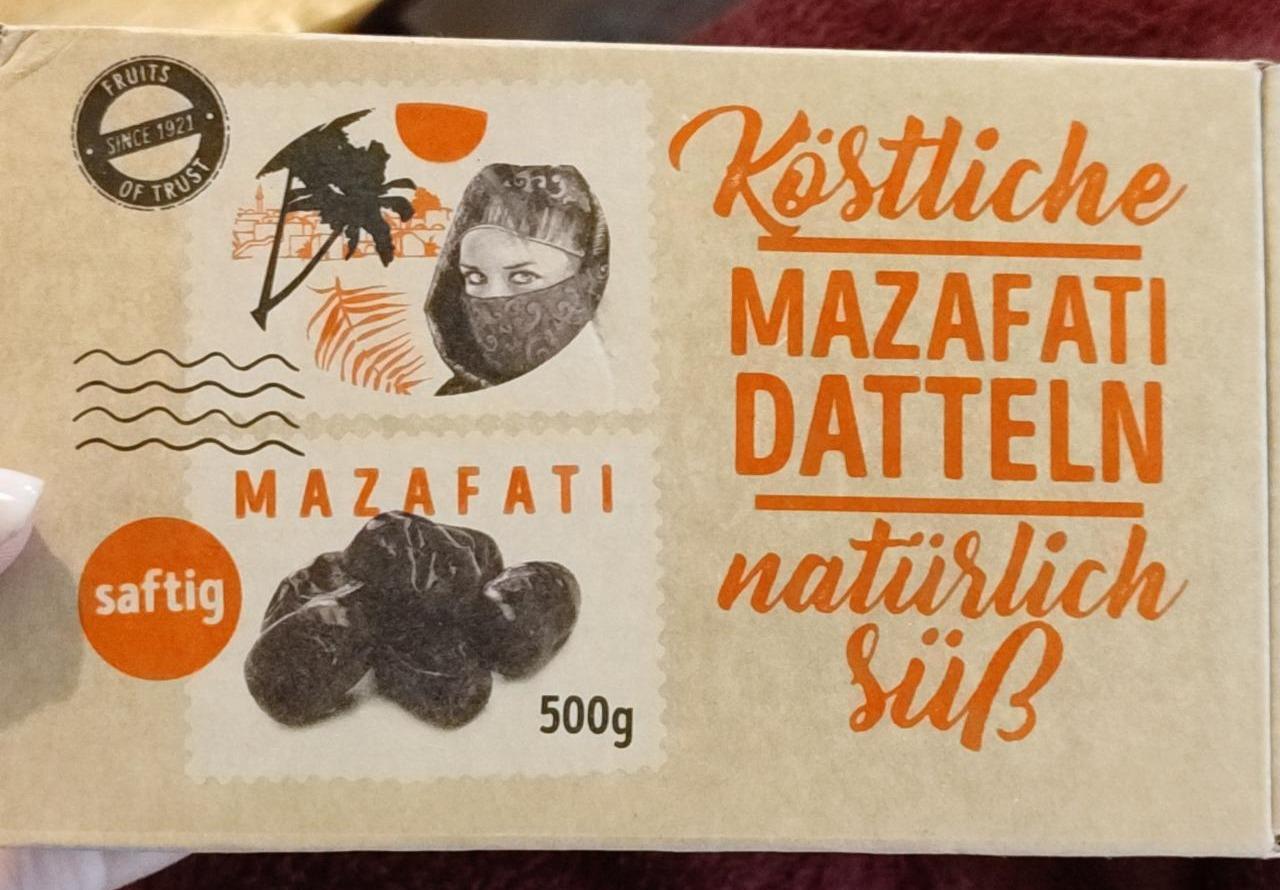 FRUITS
SINCE 1921
OF TRUST
MAZAFATI
saftig
500g
Köstliche
MAZAFATI
DATTELN
natürlich
süß